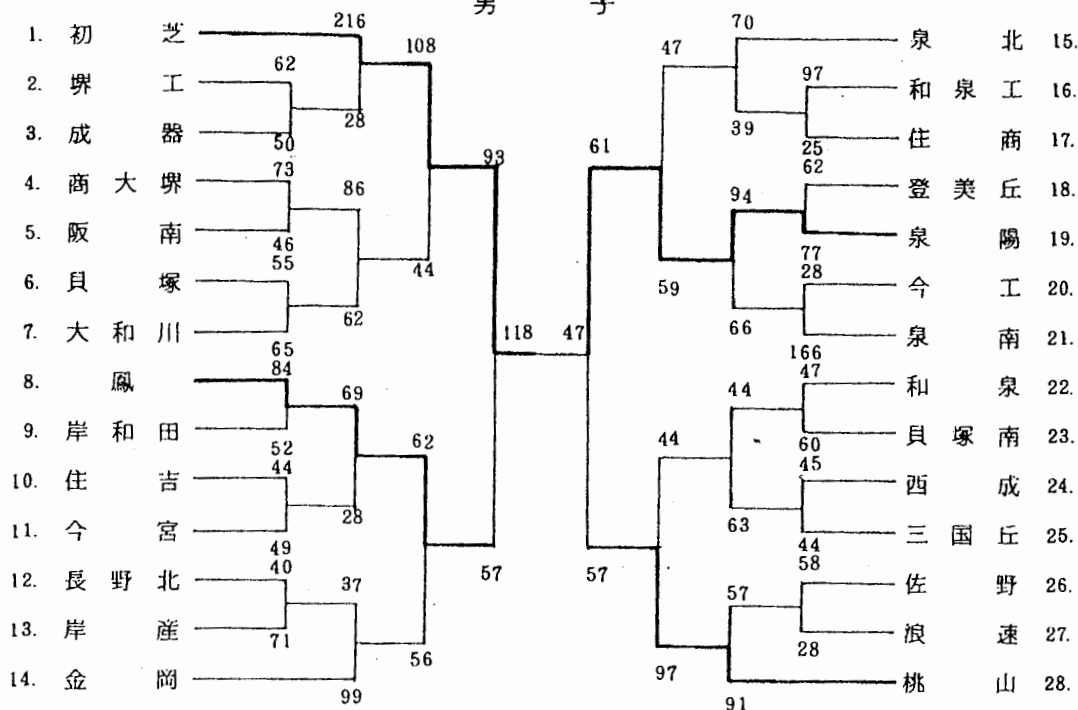 男 子
1. 初 芝
2. 堺 工
3. 成 器
4. 商 大 堺
5. 阪 南
6. 貝 塚
7. 大 和 川
8. 鳳
9. 岸 和 田
10. 住 吉
11. 今 宮
12. 長 野 北
13. 岸 産
14. 金 岡
216
62
50
28
108
73
46
86
55
65
62
44
93
84
52
69
44
49
28
62
40
71
37
99
56
57
118
47
61
47
70
97
25
39
62
77
94
28
166
66
59
57
44
44
47
60
45
44
63
58
28
57
91
97
泉 北 15.
和 泉 工 16.
住 商 17.
登 美 丘 18.
泉 陽 19.
今 工 20.
泉 南 21.
和 泉 22.
貝 塚 南 23.
西 成 24.
三 国 丘 25.
佐 野 26.
浪 速 27.
桃 山 28.